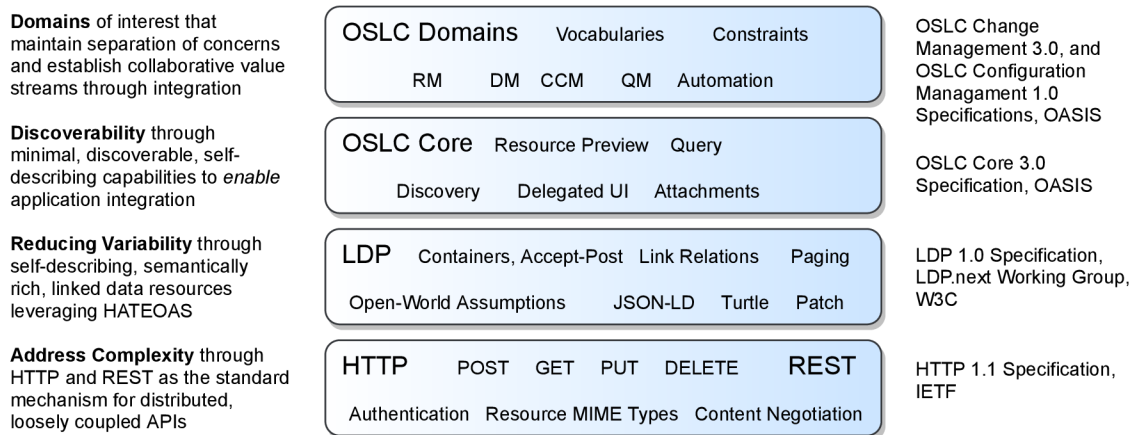 Domains of interest that
maintain separation of concerns
and establish collaborative value
streams through integration
OSLC Domains Vocabularies Constraints
RM DM CCM QM Automation
OSLC Change
Management 3.0, and
OSLC Configuration
Managament 1.0
Specifications, OASIS
Discoverability through
minimal, discoverable, self-
describing capabilities to enable
application integration
OSLC Core Resource Preview Query
Discovery Delegated UI Attachments
OSLC Core 3.0
Specification, OASIS
Reducing Variability through
self-describing, semantically
rich, linked data resources
leveraging HATEOAS
LDP Containers, Accept-Post Link Relations Paging
Open-World Assumptions JSON-LD Turtle Patch
LDP 1.0 Specification,
LDP.next Working Group,
W3C
Address Complexity through
HTTP and REST as the standard
mechanism for distributed,
loosely coupled APIs
HTTP POST GET PUT DELETE REST
Authentication Resource MIME Types Content Negotiation
HTTP 1.1 Specification,
IETF